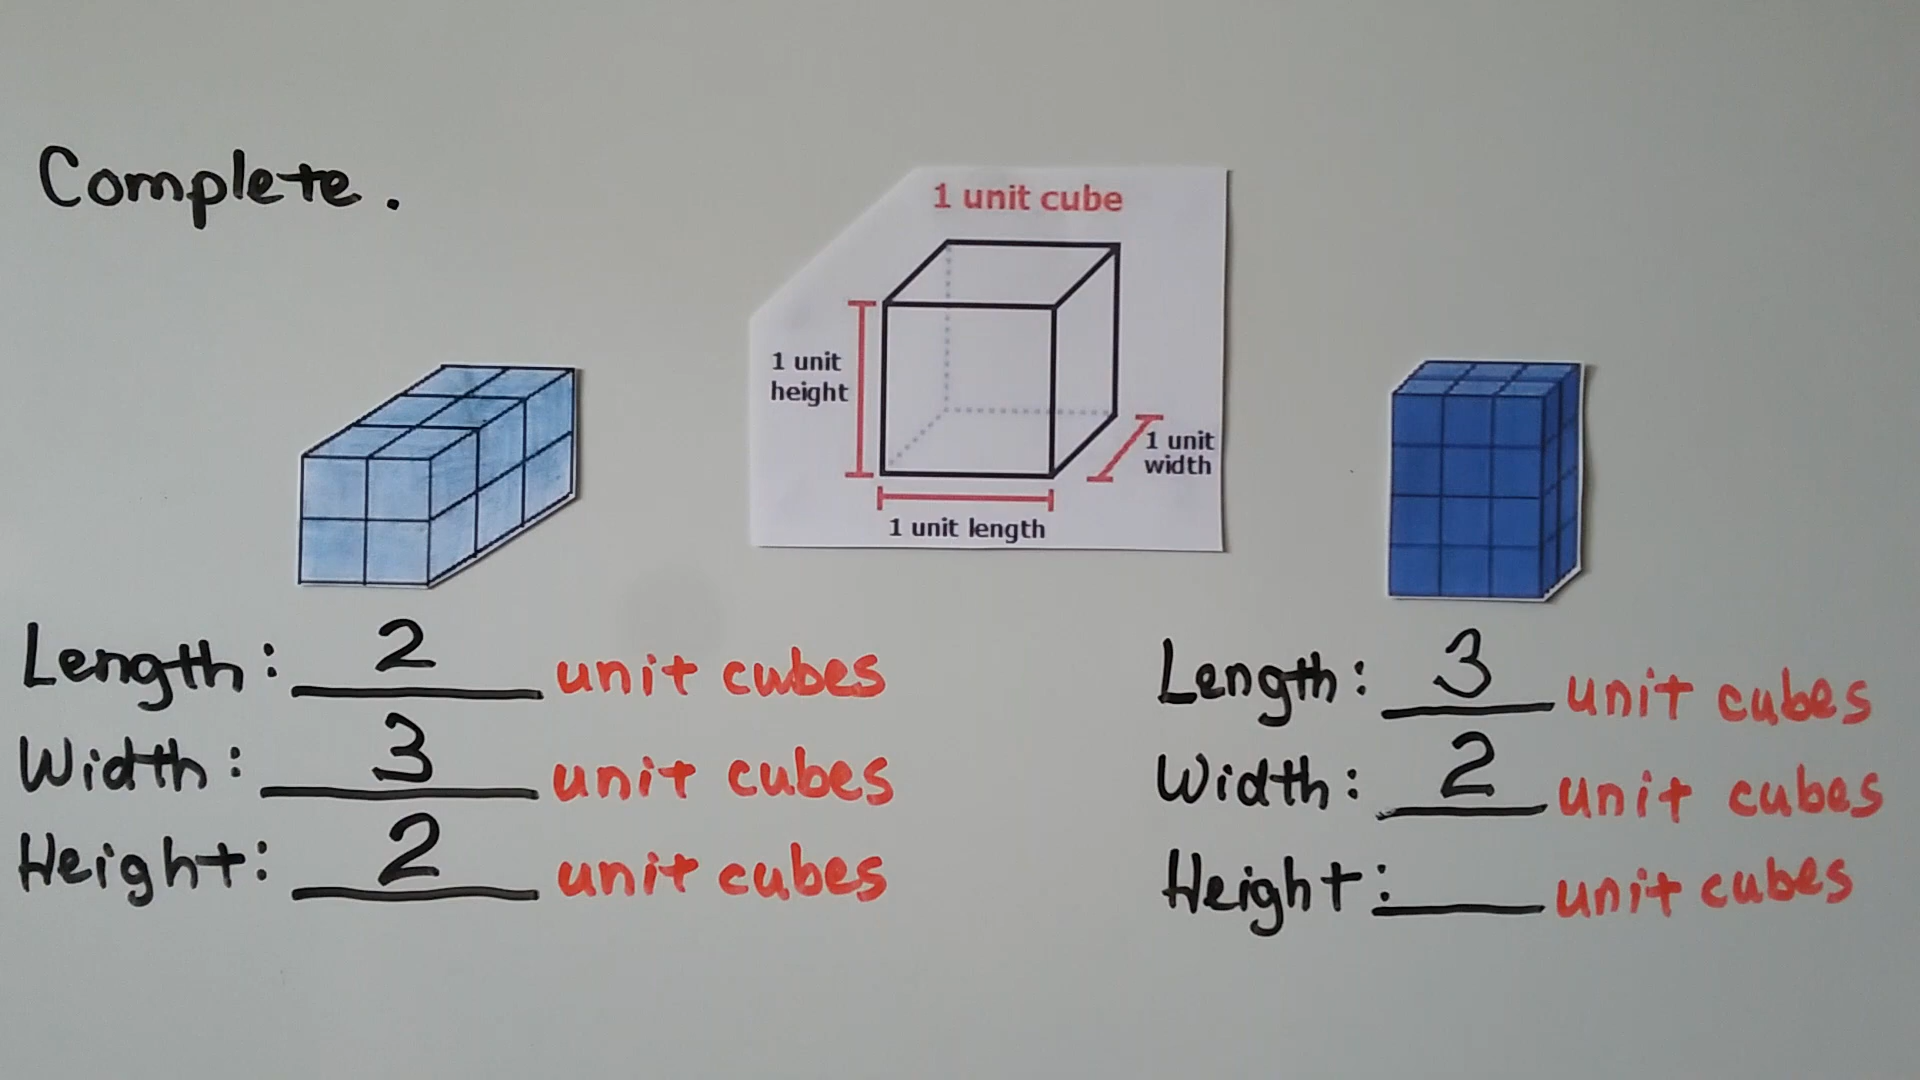 Complete.
1 unit cube
1 unit
height
1 unit
width
1 unit length
Length: 2 unit cubes
Width: 3 unit cubes
Height: 2 unit cubes
Length: 3 unit cubes
Width: 2 unit cubes
Height: ___ unit cubes